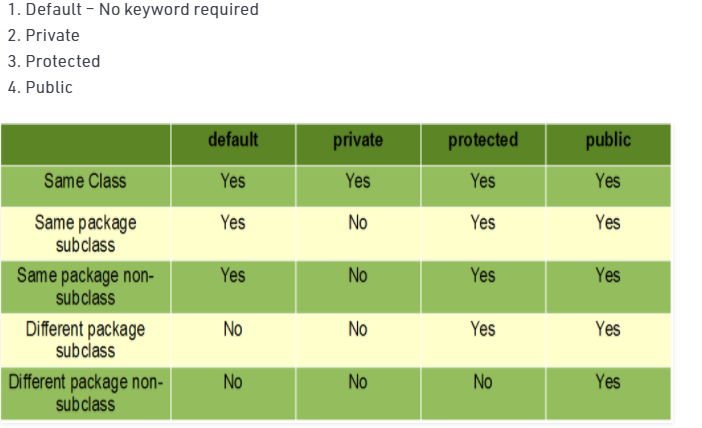 1. Default – No keyword required
2. Private
3. Protected
4. Public
default private protected public
Same Class Yes Yes Yes Yes
Same package
subclass Yes No Yes Yes
Same package non-
subclass Yes No Yes Yes
Different package
subclass No No Yes Yes
Different package non-
subclass No No No Yes